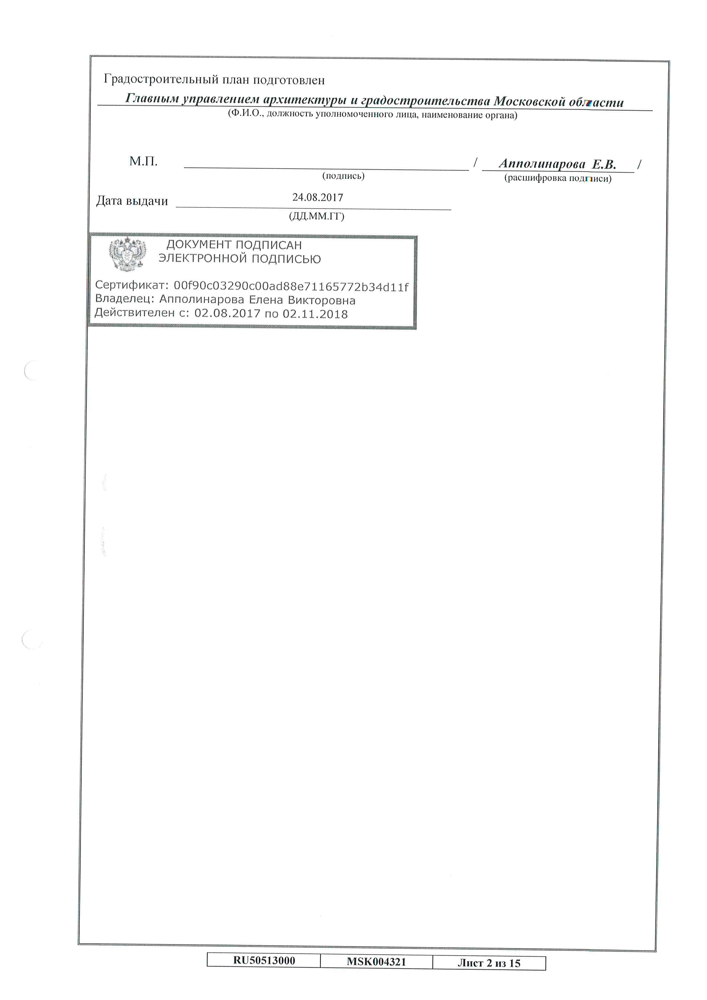 Градостроительный план подготовлен
Главным управлением архитектуры и градостроительства Московской области
(Ф.И.О., должность уполномоченного лица, наименование органа)
М.П. / Апполинарова Е.В. /
(подпись) (расшифровка подписи)
Дата выдачи 24.08.2017
(ДД.ММ.ГГ)
ДОКУМЕНТ ПОДПИСАН
ЭЛЕКТРОННОЙ ПОДПИСЬЮ
Сертификат: 00f90c03290c00ad88e71165772b34d11f
Владелец: Апполинарова Елена Викторовна
Действителен с: 02.08.2017 по 02.11.2018
RU50513000 MSK004321 Лист 2 из 15